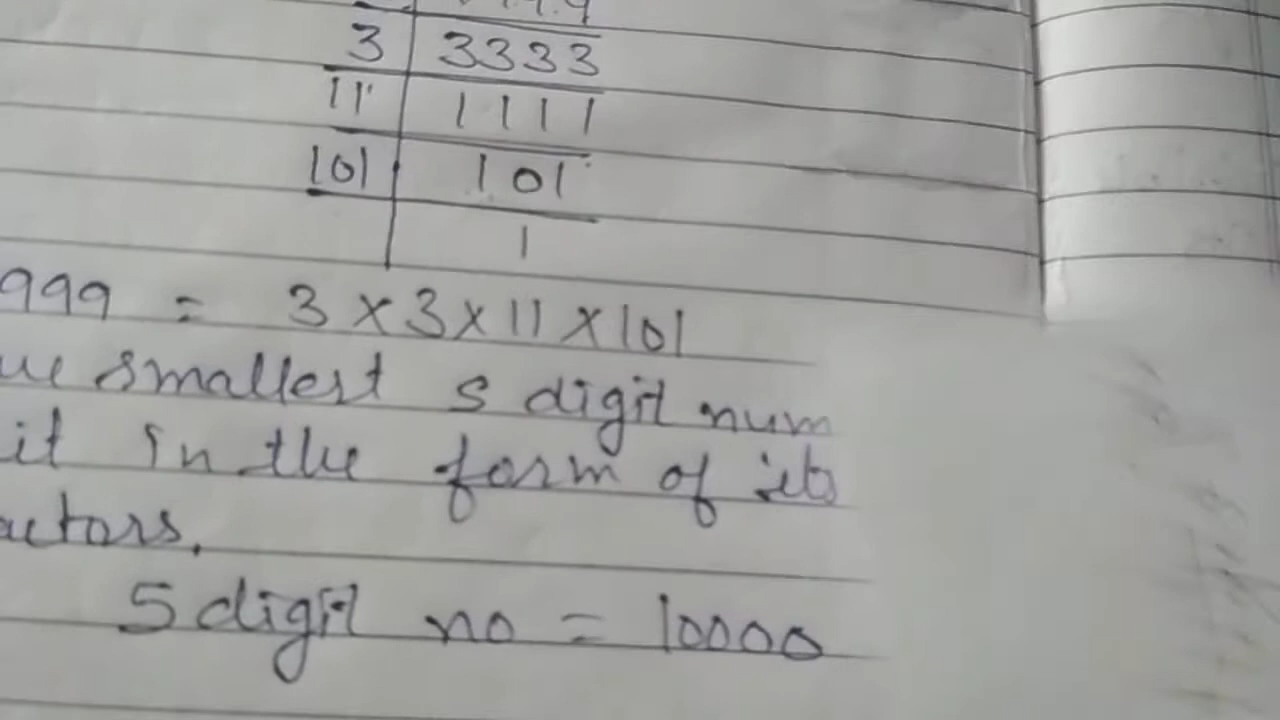 3 3333
11 1111
101 101
1
999 = 3 x 3 x 11 x 101
smallest 5 digit num
it in the form of its
5 digit no = 10000